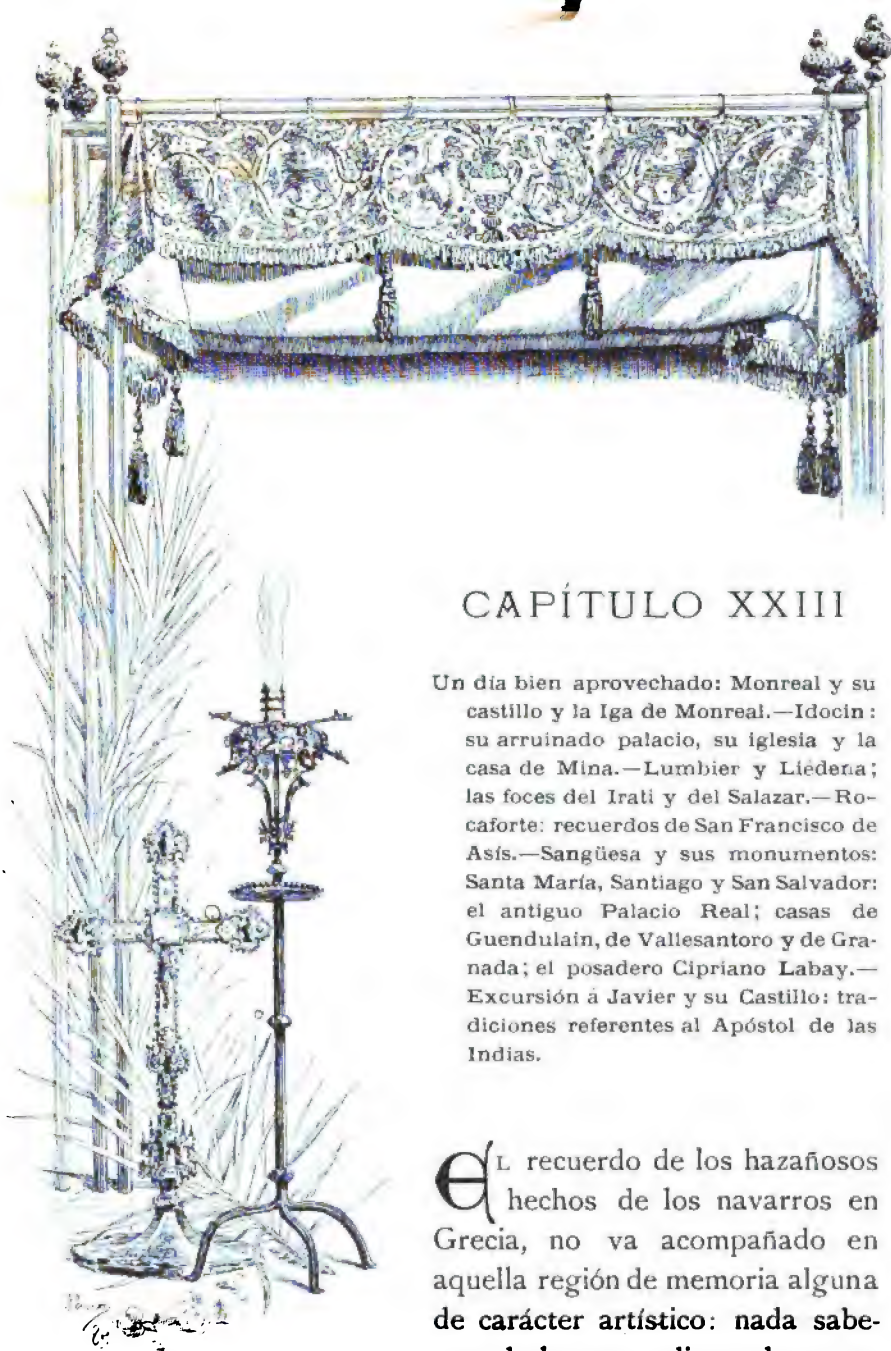 CAPÍTULO XXIII
Un día bien aprovechado: Monreal y su
castillo y la Iga de Monreal.—Idocin:
su arruinado palacio, su iglesia y la
casa de Mina.—Lumbier y Liédena;
las foces del Irati y del Salazar.—Ro-
caforte: recuerdos de San Francisco de
Asís.—Sangüesa y sus monumentos:
Santa María, Santiago y San Salvador:
el antiguo Palacio Real; casas de
Guendulain, de Vallesantoro y de Gra-
nada; el posadero Cipriano Labay.—
Excursión á Javier y su Castillo: tra-
diciones referentes al Apóstol de las
Indias.
EL recuerdo de los hazañosos
hechos de los navarros en
Grecia, no va acompañado en
aquella región de memoria alguna
de carácter artístico: nada sabe-